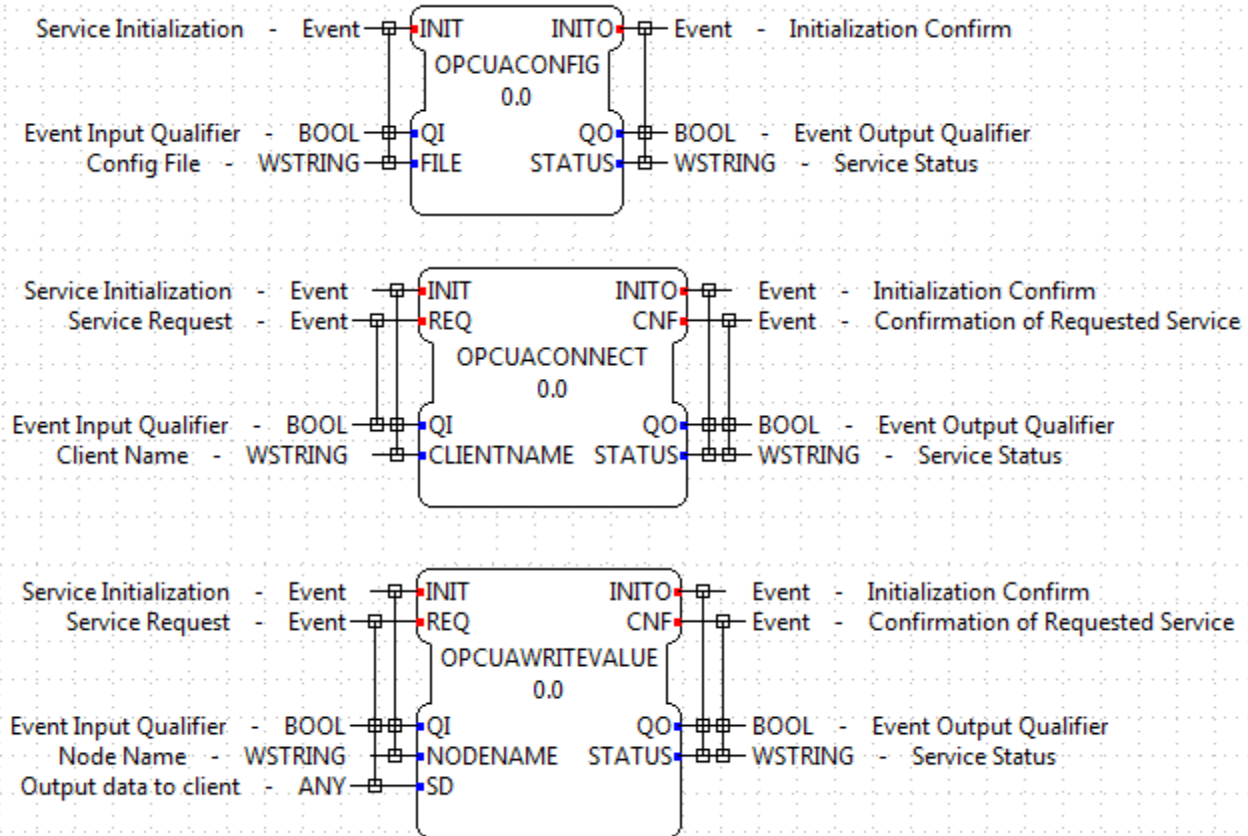 Service Initialization - Event INIT INITO Event - Initialization Confirm
OPCUACONFIG
0.0
Event Input Qualifier - BOOL QI QO BOOL - Event Output Qualifier
Config File - WSTRING FILE STATUS WSTRING - Service Status
Service Initialization - Event INIT INITO Event - Initialization Confirm
Service Request - Event REQ CNF Event - Confirmation of Requested Service
OPCUACONNECT
0.0
Event Input Qualifier - BOOL QI QO BOOL - Event Output Qualifier
Client Name - WSTRING CLIENTNAME STATUS WSTRING - Service Status
Service Initialization - Event INIT INITO Event - Initialization Confirm
Service Request - Event REQ CNF Event - Confirmation of Requested Service
OPCUAWRITEVALUE
0.0
Event Input Qualifier - BOOL QI QO BOOL - Event Output Qualifier
Node Name - WSTRING NODENAME STATUS WSTRING - Service Status
Output data to client - ANY SD